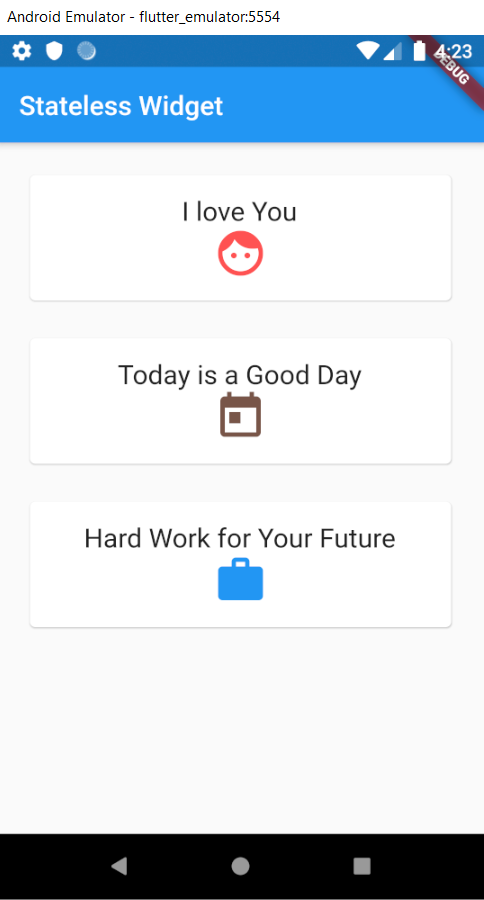 Android Emulator - flutter_emulator:5554
4:23
DEBUG
Stateless Widget
I love You
Today is a Good Day
Hard Work for Your Future